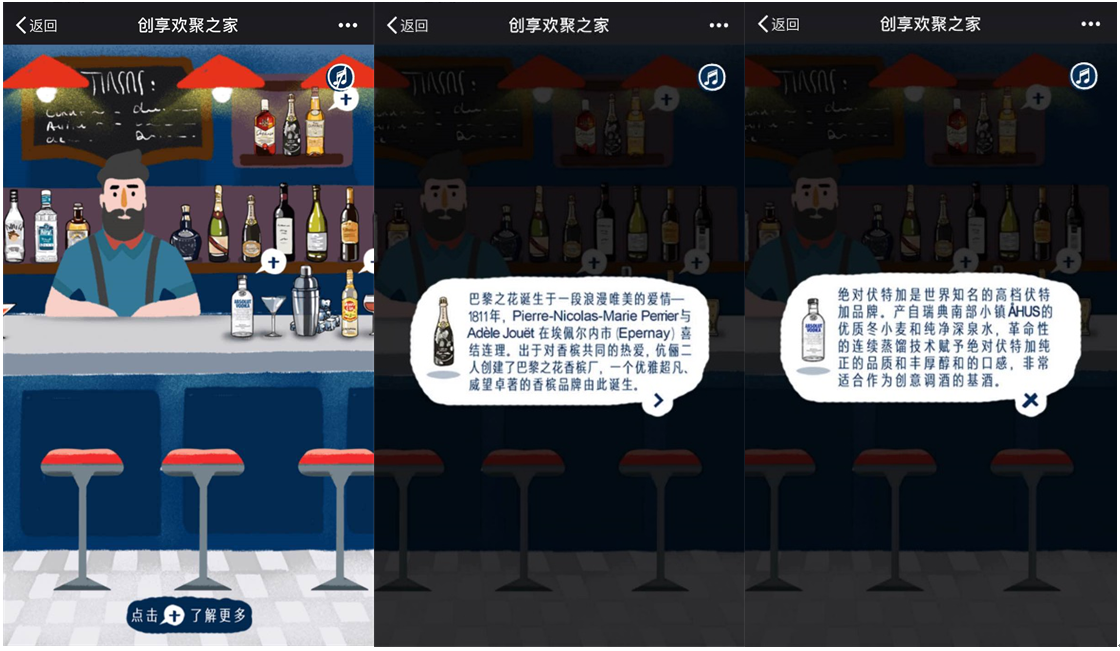 返回
创享欢聚之家
点击
了解更多
ABSOLUT
VODKA
返回
创享欢聚之家
巴黎之花诞生于一段浪漫唯美的爱情—
1811年，Pierre-Nicolas-Marie Perrier与
Adèle Jouët 在埃佩尔内市 (Epernay) 喜
结连理。出于对香槟共同的热爱，伉俪二
人创建了巴黎之花香槟厂，一个优雅超凡、
威望卓著的香槟品牌由此诞生。
返回
创享欢聚之家
绝对伏特加是世界知名的高档伏特
加品牌。产自瑞典南部小镇ÅHUS的
优质冬小麦和纯净深泉水，革命性
的连续蒸馏技术赋予绝对伏特加纯
正的品质和丰厚醇和的口感，非常
适合作为创意调酒的基酒。